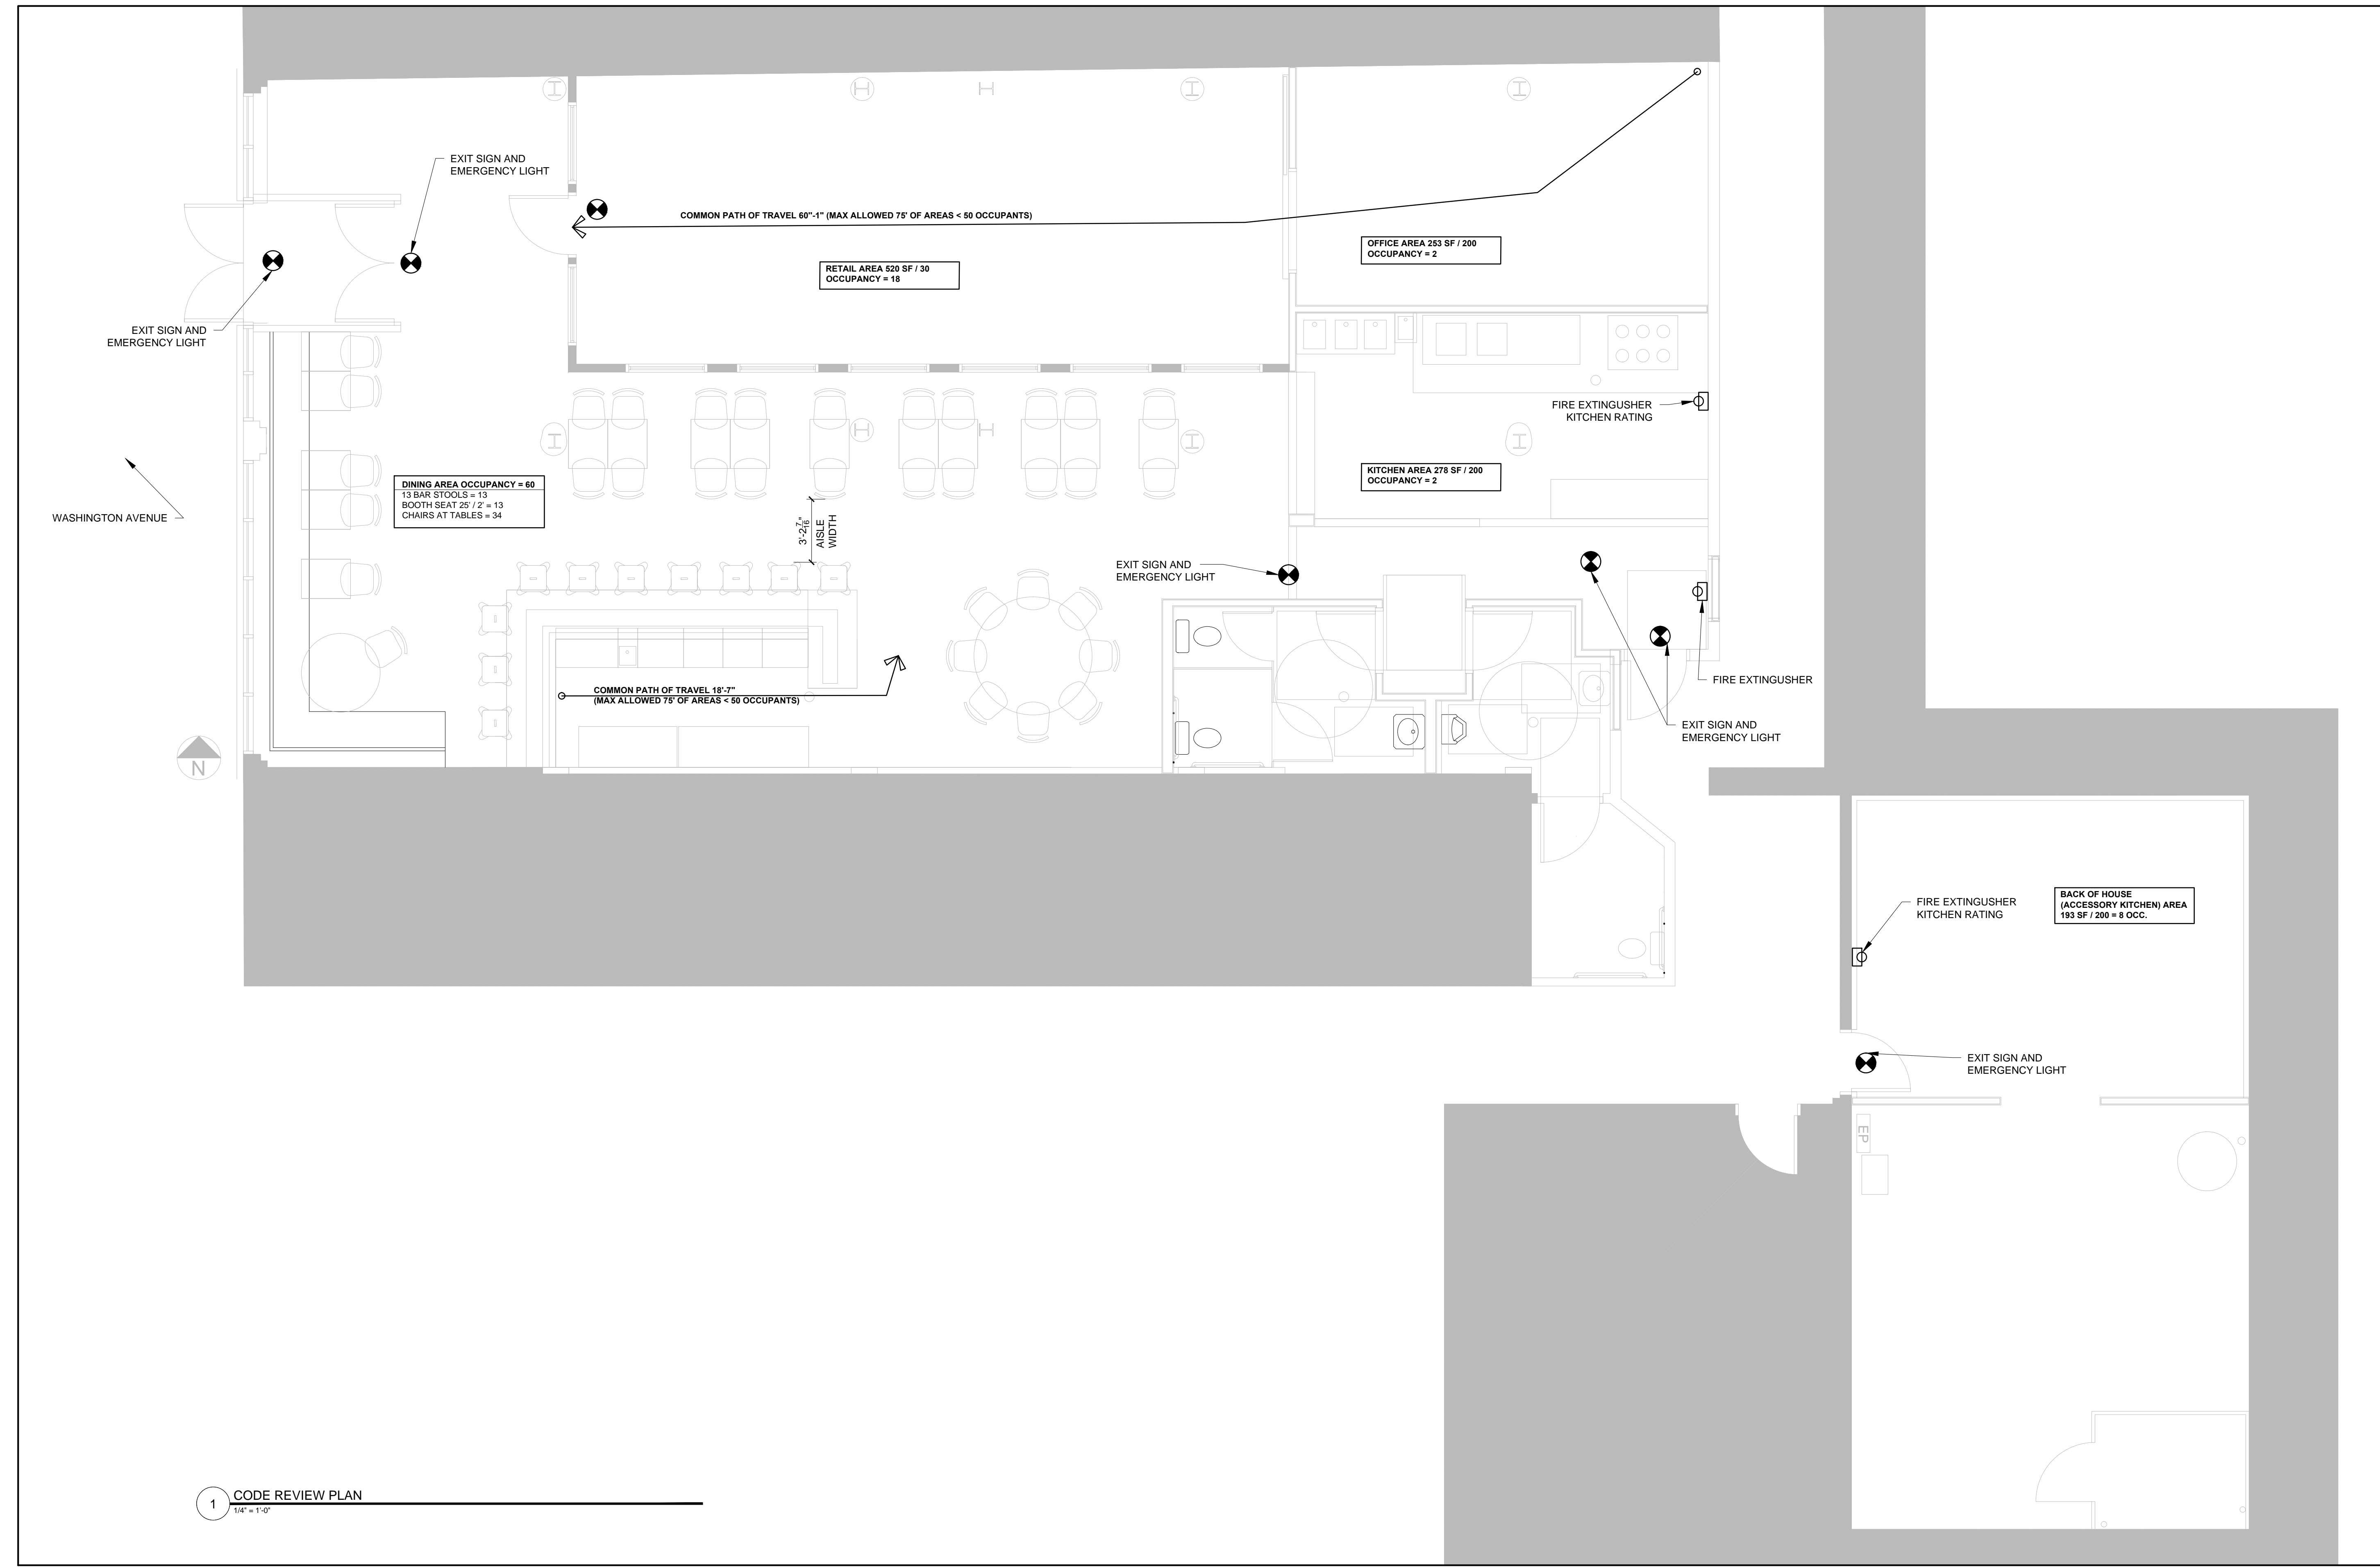 EXIT SIGN AND
EMERGENCY LIGHT
COMMON PATH OF TRAVEL 60"-1" (MAX ALLOWED 75' OF AREAS < 50 OCCUPANTS)
OFFICE AREA 253 SF / 200
OCCUPANCY = 2
RETAIL AREA 520 SF / 30
OCCUPANCY = 18
EXIT SIGN AND
EMERGENCY LIGHT
FIRE EXTINGUSHER
KITCHEN RATING
KITCHEN AREA 278 SF / 200
OCCUPANCY = 2
DINING AREA OCCUPANCY = 60
13 BAR STOOLS = 13
BOOTH SEAT 25' / 2' = 13
CHAIRS AT TABLES = 34
WASHINGTON AVENUE
3'-2 7/16"
AISLE
WIDTH
EXIT SIGN AND
EMERGENCY LIGHT
COMMON PATH OF TRAVEL 18'-7"
(MAX ALLOWED 75' OF AREAS < 50 OCCUPANTS)
FIRE EXTINGUSHER
EXIT SIGN AND
EMERGENCY LIGHT
N
FIRE EXTINGUSHER
KITCHEN RATING
BACK OF HOUSE
(ACCESSORY KITCHEN) AREA
193 SF / 200 = 8 OCC.
EXIT SIGN AND
EMERGENCY LIGHT
EP
1
CODE REVIEW PLAN
1/4" = 1'-0"